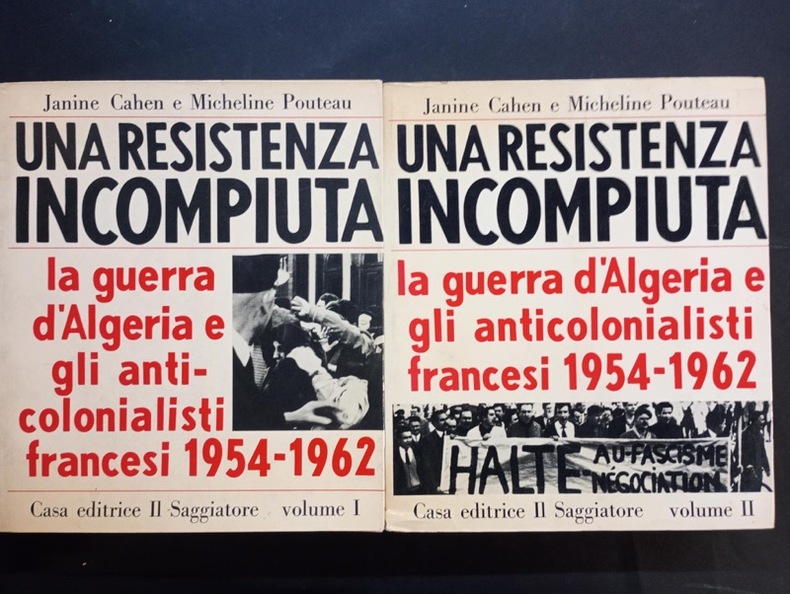 Janine Cahen e Micheline Pouteau
UNA RESISTENZA
INCOMPIUTA
la guerra
d'Algeria e
gli anti-
colonialisti
francesi 1954-1962
Casa editrice Il Saggiatore volume I
Janine Cahen e Micheline Pouteau
UNA RESISTENZA
INCOMPIUTA
la guerra d'Algeria e
gli anticolonialisti
francesi 1954-1962
HALTE AU-FASCISME
-NÉGOCIATION
Casa editrice Il Saggiatore volume II